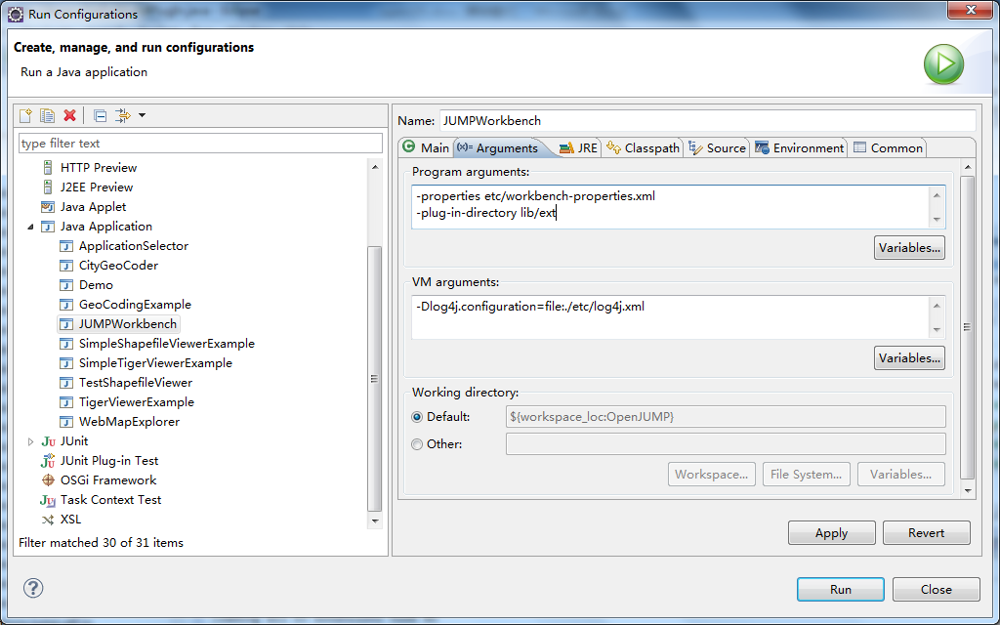 Run Configurations
Create, manage, and run configurations
Run a Java application
type filter text
HTTP Preview
J2EE Preview
Java Applet
Java Application
ApplicationSelector
CityGeoCoder
Demo
GeoCodingExample
JUMPWorkbench
SimpleShapefileViewerExample
SimpleTigerViewerExample
TestShapefileViewer
TigerViewerExample
WebMapExplorer
JUnit
JUnit Plug-in Test
OSGi Framework
Task Context Test
XSL
Filter matched 30 of 31 items
Name: JUMPWorkbench
Main (x)= Arguments JRE Classpath Source Environment Common
Program arguments:
-properties etc/workbench-properties.xml
-plug-in-directory lib/ext
Variables...
VM arguments:
-Dlog4j.configuration=file:./etc/log4j.xml
Variables...
Working directory:
Default: ${workspace_loc:OpenJUMP}
Other:
Workspace... File System... Variables...
Apply Revert
Run Close